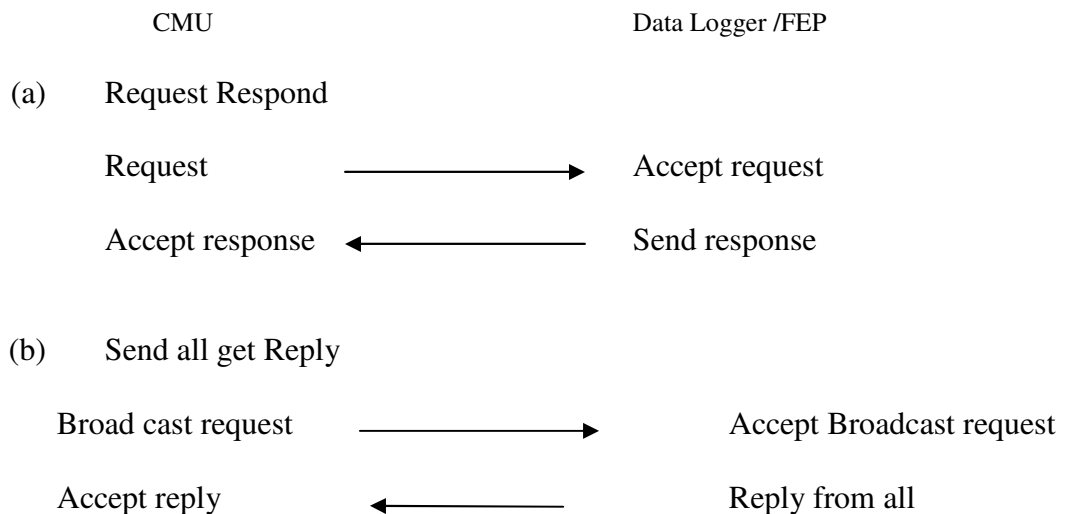 CMU Data Logger /FEP
(a) Request Respond
Request Accept request
Accept response Send response
(b) Send all get Reply
Broad cast request Accept Broadcast request
Accept reply Reply from all